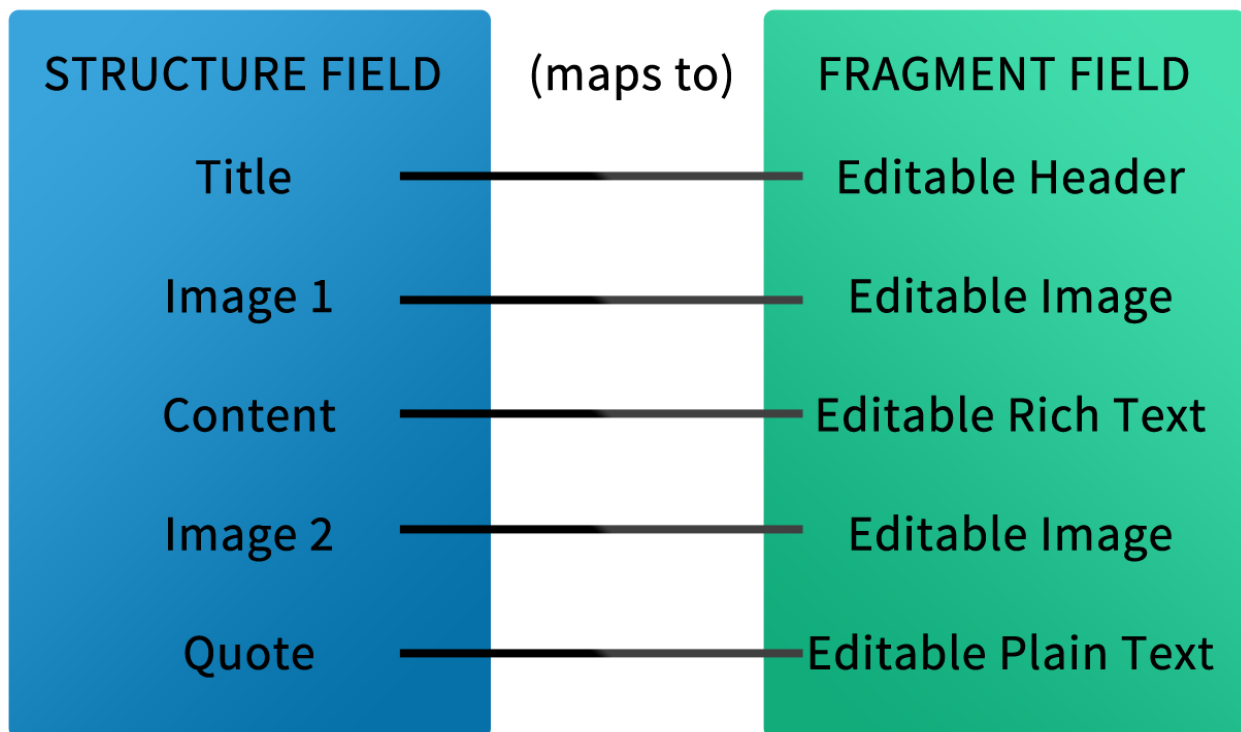 STRUCTURE FIELD (maps to) FRAGMENT FIELD
Title Editable Header
Image 1 Editable Image
Content Editable Rich Text
Image 2 Editable Image
Quote Editable Plain Text